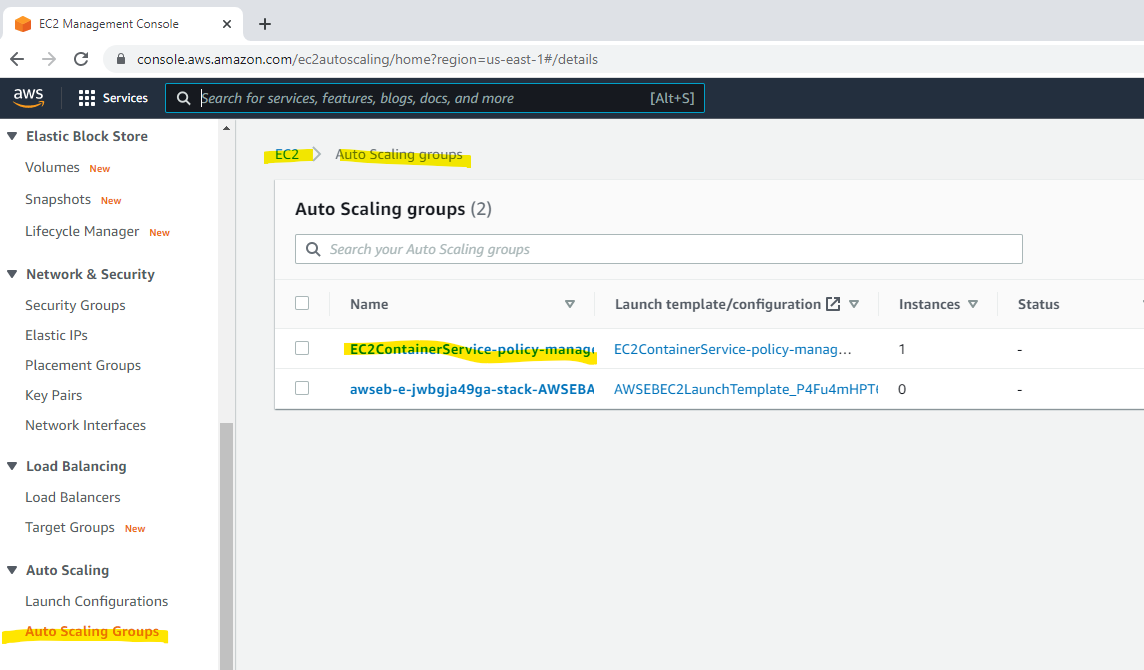 EC2 Management Console
console.aws.amazon.com/ec2autoscaling/home?region=us-east-1#/details
aws
Services
Search for services, features, blogs, docs, and more [Alt+S]
Elastic Block Store
Volumes New
Snapshots New
Lifecycle Manager New
Network & Security
Security Groups
Elastic IPs
Placement Groups
Key Pairs
Network Interfaces
Load Balancing
Load Balancers
Target Groups New
Auto Scaling
Launch Configurations
Auto Scaling Groups
EC2 > Auto Scaling groups
Auto Scaling groups (2)
Search your Auto Scaling groups
Name Launch template/configuration Instances Status
EC2ContainerService-policy-manage EC2ContainerService-policy-manag... 1 -
awseb-e-jwbgja49ga-stack-AWSEBA AWSEBEC2LaunchTemplate_P4Fu4mHPT 0 -